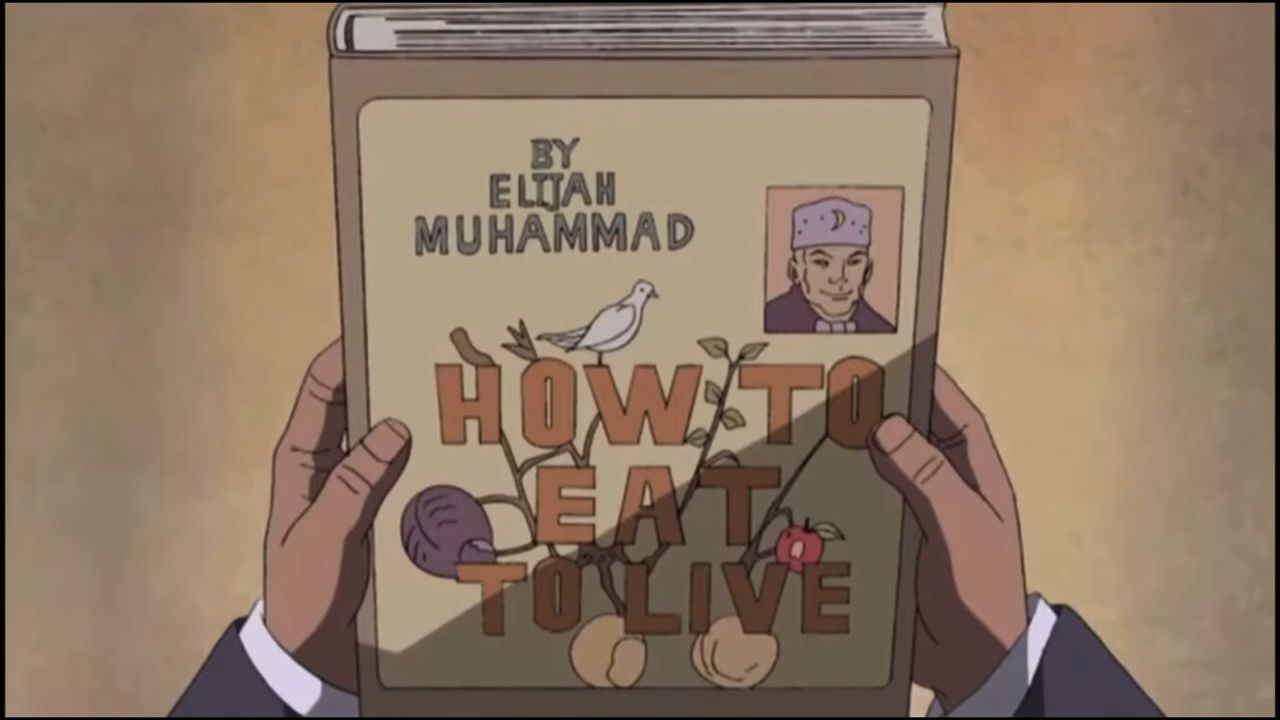 BY
ELIJAH
MUHAMMAD
HOW TO
EAT
TO LIVE